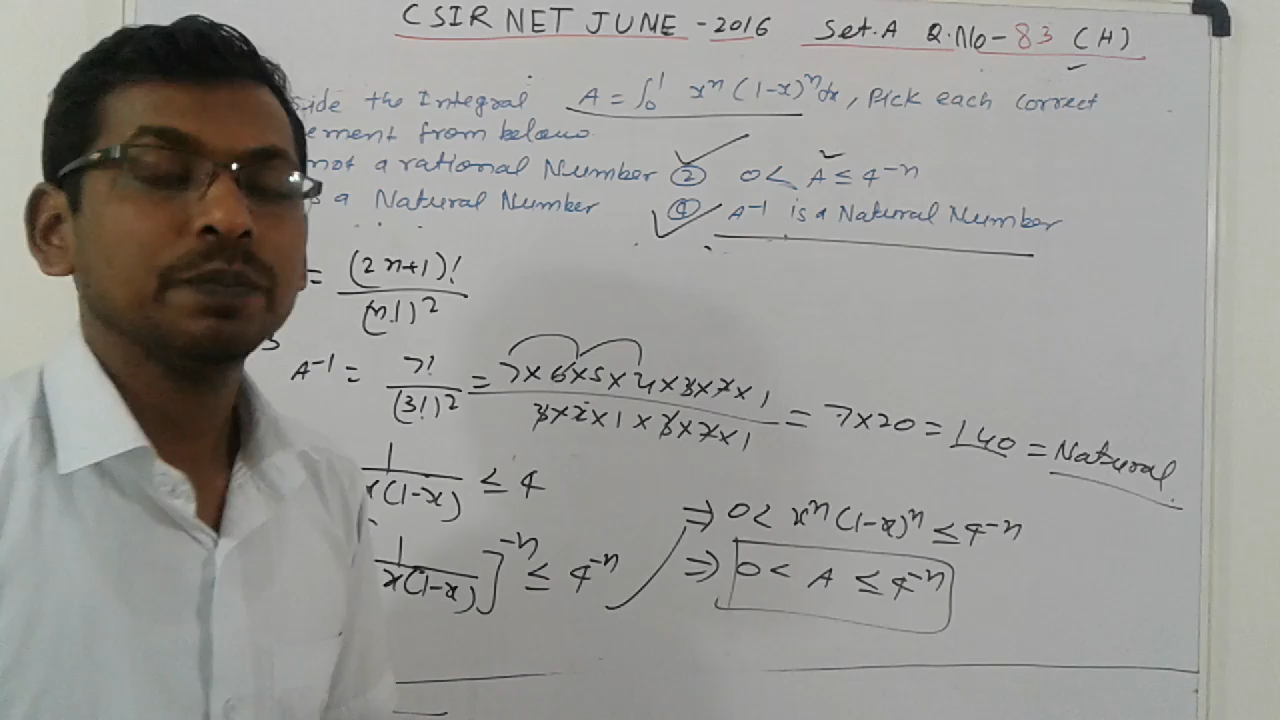 CSIR NET JUNE - 2016 Set.A Q.No- 83 (H)
side the Integral A = ∫₀¹ xⁿ (1-x)ⁿ dx, Pick each correct
ement from below
not a rational Number ② 0 < A ≤ 4⁻ⁿ
a Natural Number ④ A⁻¹ is a Natural Number
= (2n+1)! / (n!)²
A⁻¹ = 7! / (3!)² = 7×6×5×4×3×2×1 / 3×2×1×3×2×1 = 7×20 = 140 = Natural.
1 / x(1-x) ≤ 4
1 / x(1-x) ]⁻ⁿ ≤ 4⁻ⁿ
⇒ 0 < xⁿ (1-x)ⁿ ≤ 4⁻ⁿ
⇒ 0 < A ≤ 4⁻ⁿ